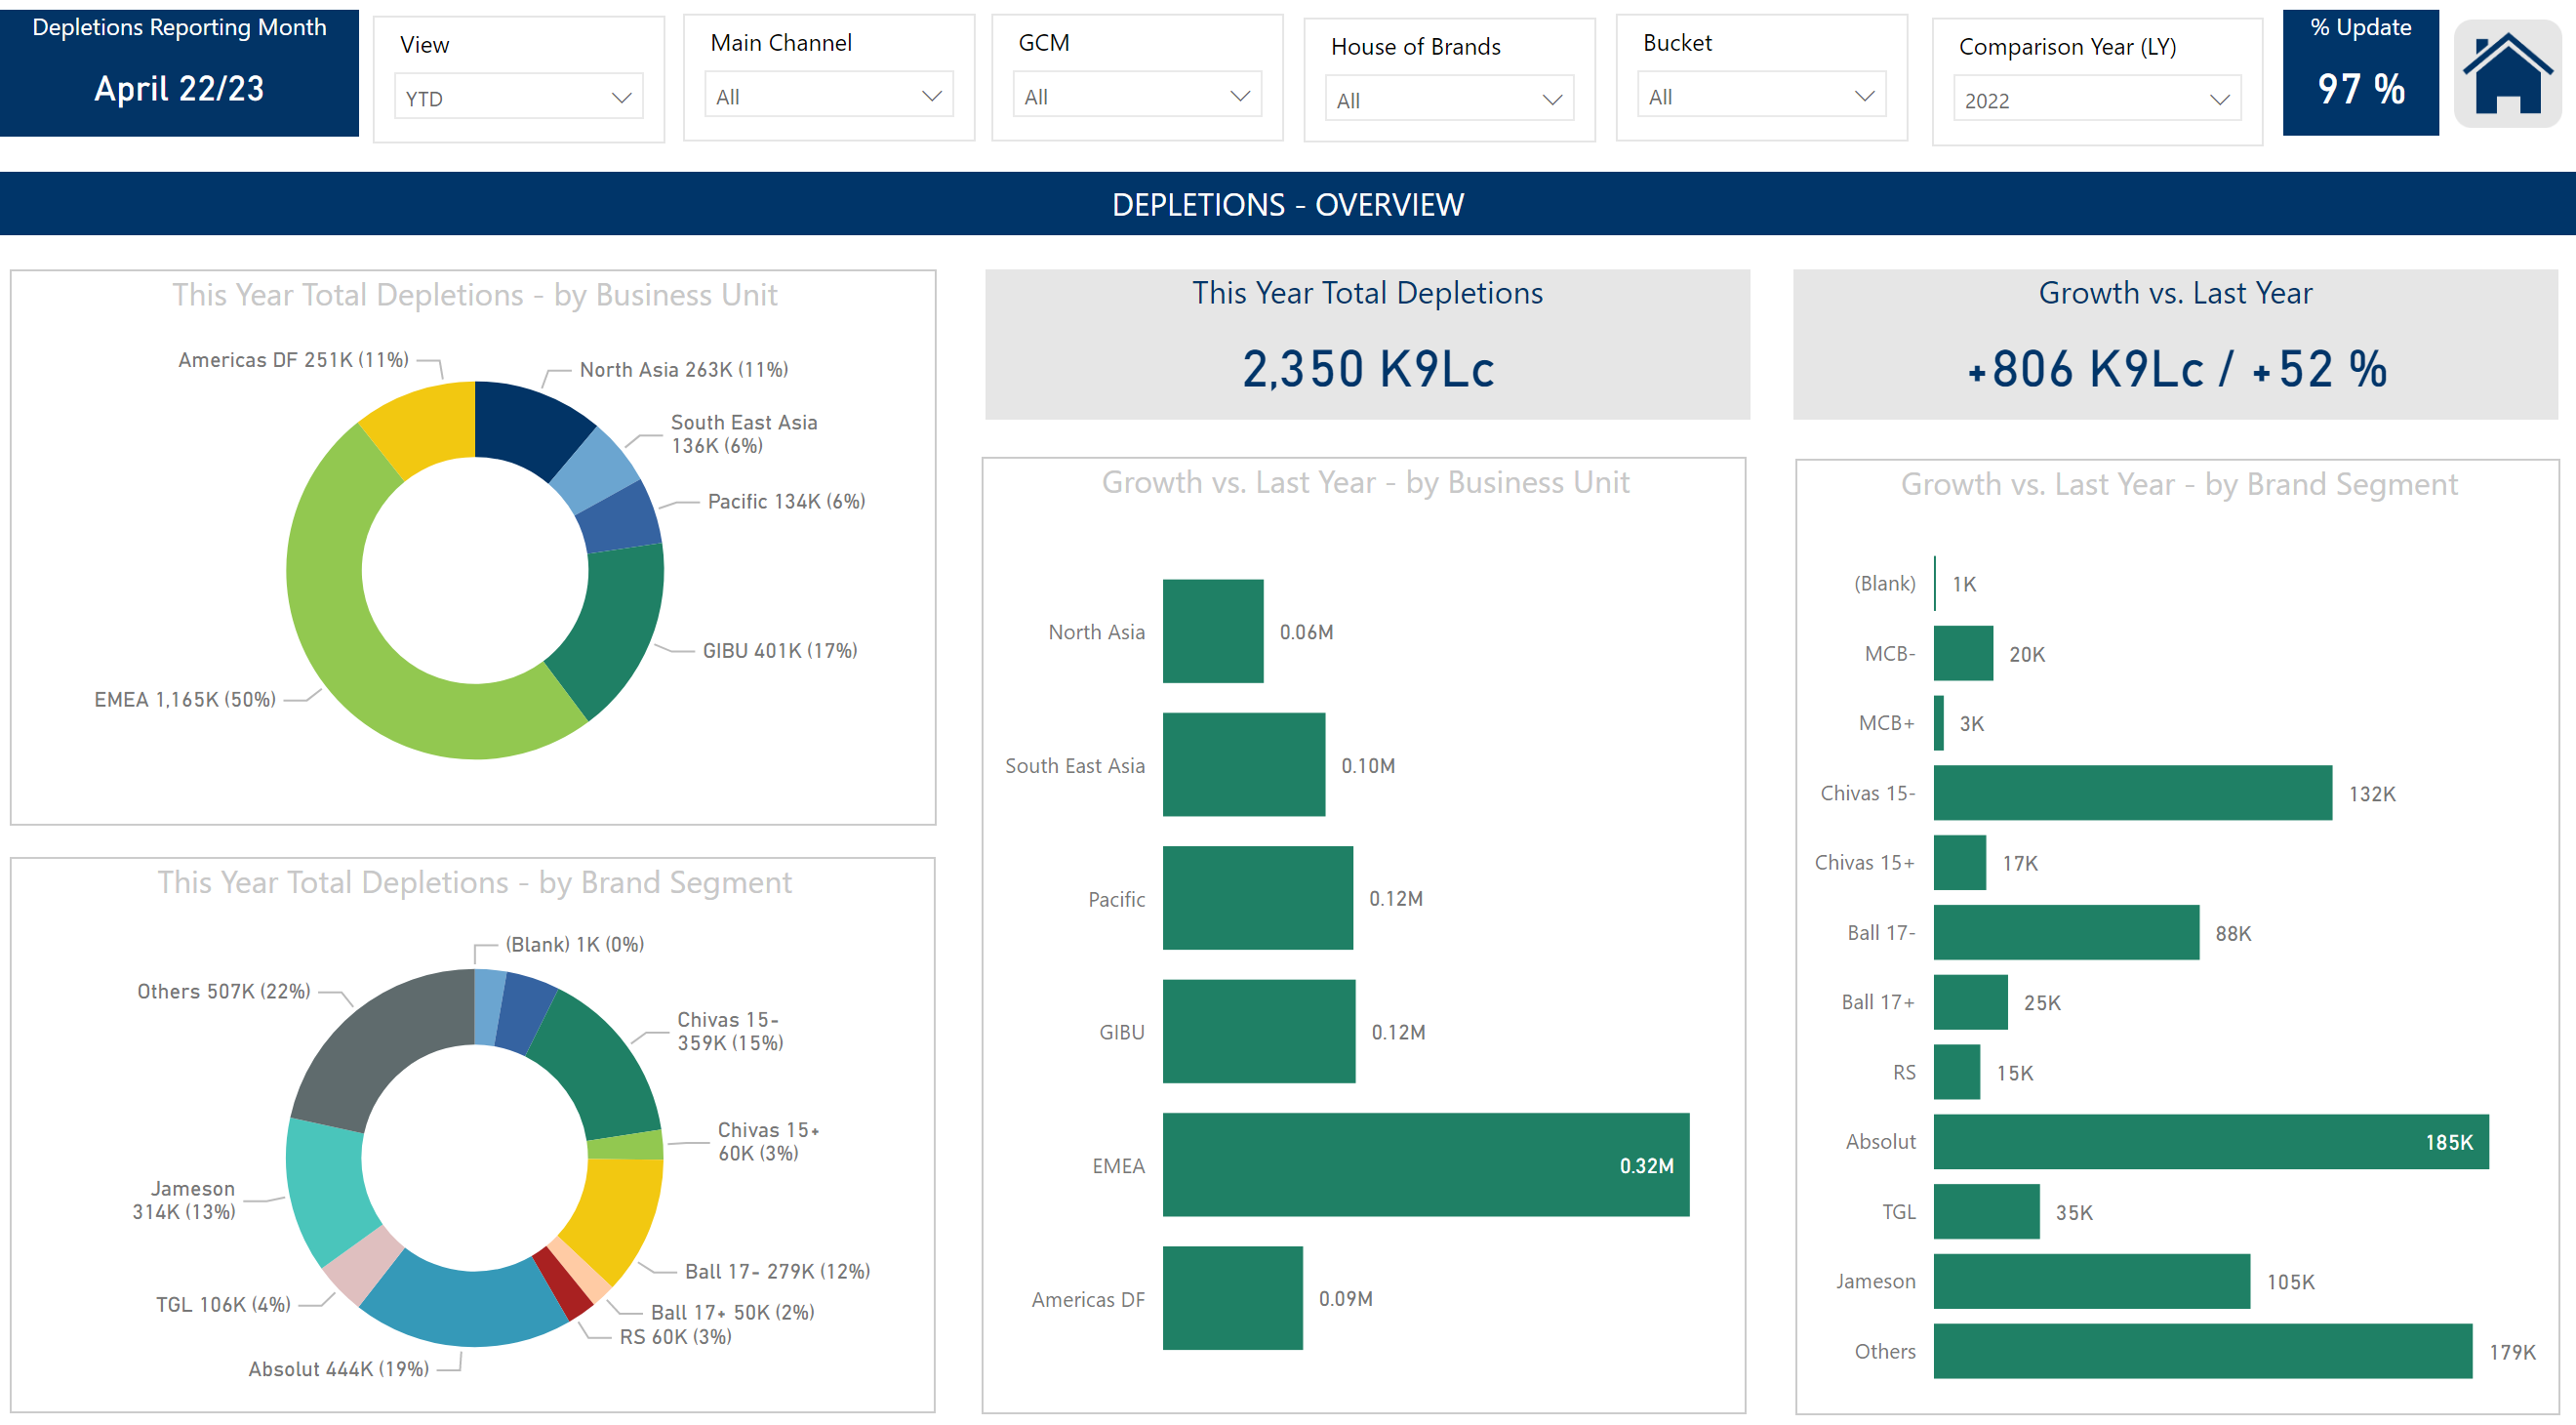 Depletions Reporting Month
April 22/23
View
YTD
Main Channel
All
GCM
All
House of Brands
All
Bucket
All
Comparison Year (LY)
2022
% Update
97 %
DEPLETIONS - OVERVIEW
This Year Total Depletions - by Business Unit
Americas DF 251K (11%)
North Asia 263K (11%)
South East Asia
136K (6%)
Pacific 134K (6%)
GIBU 401K (17%)
EMEA 1,165K (50%)
This Year Total Depletions
2,350 K9Lc
Growth vs. Last Year
+806 K9Lc / +52 %
This Year Total Depletions - by Brand Segment
(Blank) 1K (0%)
Others 507K (22%)
Chivas 15-
359K (15%)
Chivas 15+
60K (3%)
Jameson
314K (13%)
Ball 17- 279K (12%)
TGL 106K (4%)
Ball 17+ 50K (2%)
RS 60K (3%)
Absolut 444K (19%)
Growth vs. Last Year - by Business Unit
North Asia 0.06M
South East Asia 0.10M
Pacific 0.12M
GIBU 0.12M
EMEA 0.32M
Americas DF 0.09M
Growth vs. Last Year - by Brand Segment
(Blank) 1K
MCB- 20K
MCB+ 3K
Chivas 15- 132K
Chivas 15+ 17K
Ball 17- 88K
Ball 17+ 25K
RS 15K
Absolut 185K
TGL 35K
Jameson 105K
Others 179K